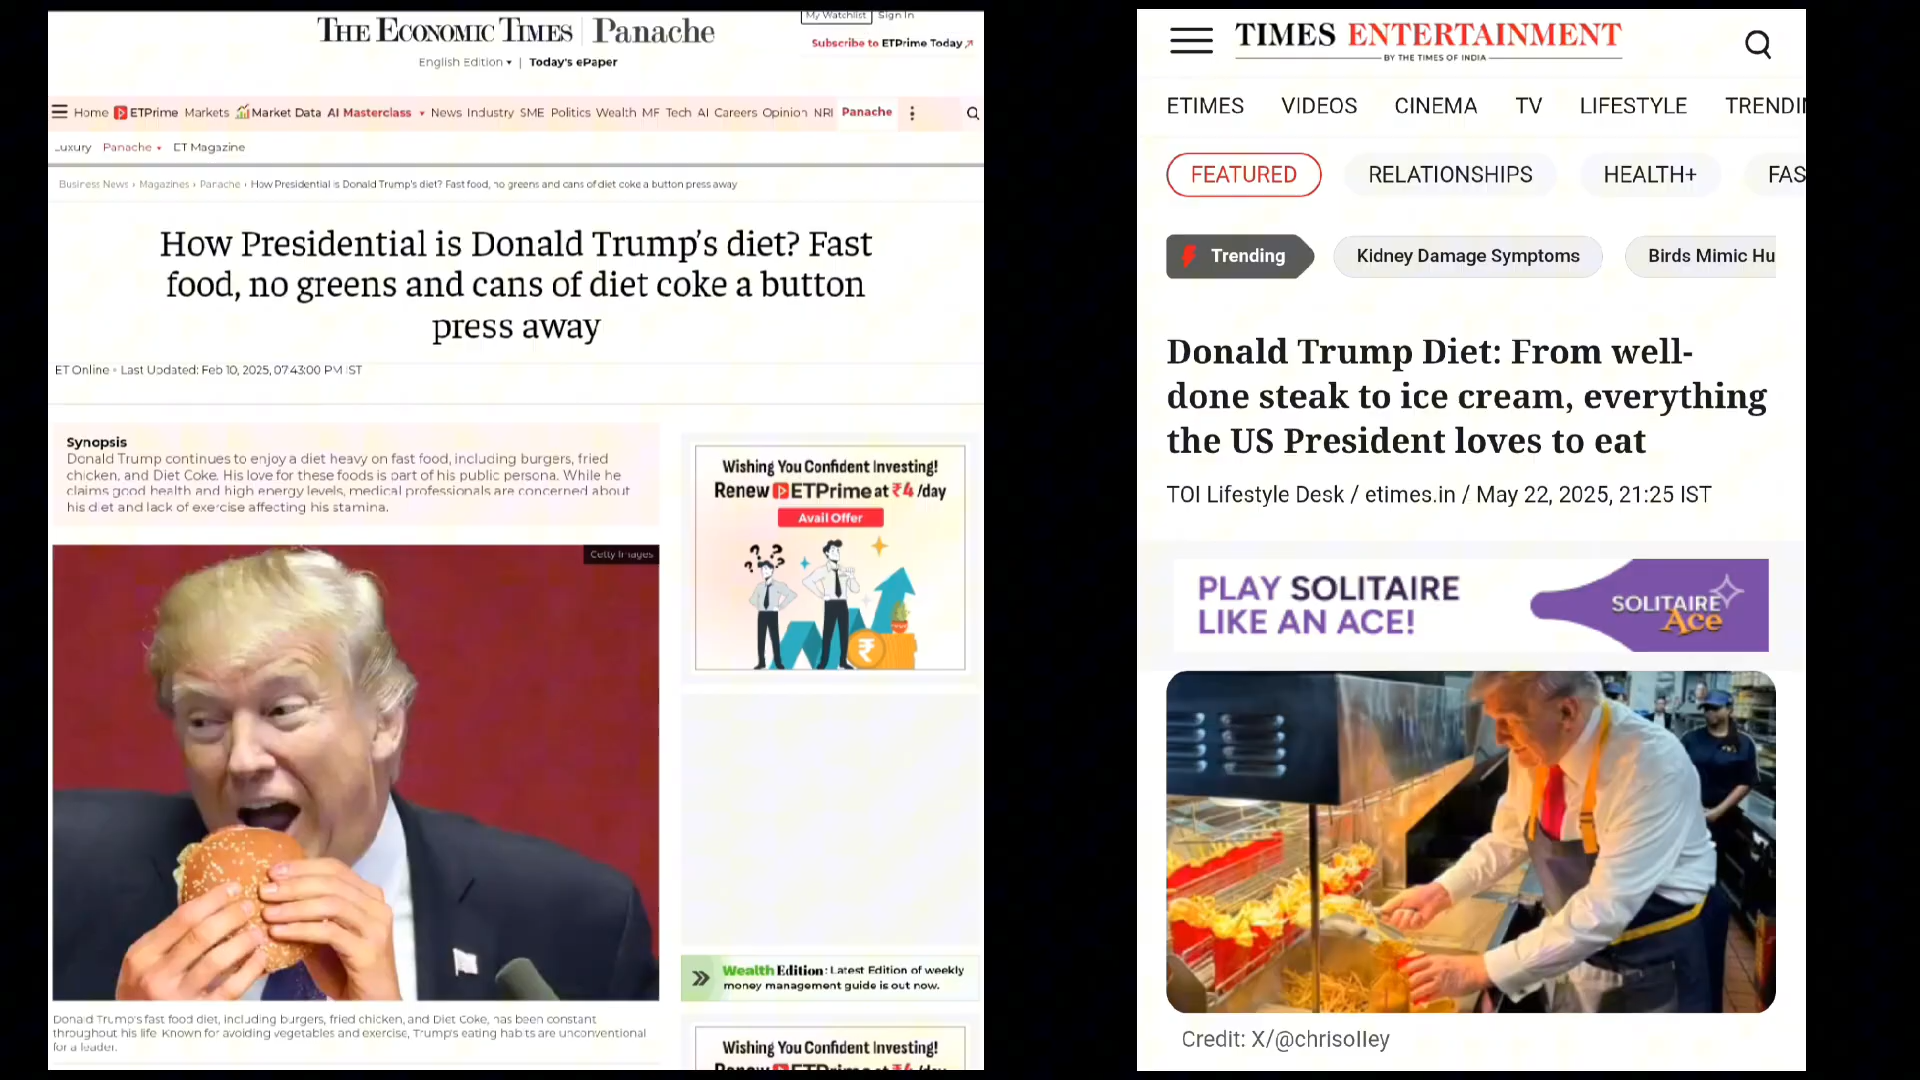 THE ECONOMIC TIMES | Panache
My Watchlist Sign In
Subscribe to ETPrime Today
English Edition | Today's ePaper
Home ETPrime Markets Market Data AI Masterclass News Industry SME Politics Wealth MF Tech AI Careers Opinion NRI Panache
Luxury Panache ET Magazine
Business News › Magazines › Panache › How Presidential is Donald Trump's diet? Fast food, no greens and cans of diet coke a button press away
How Presidential is Donald Trump's diet? Fast
food, no greens and cans of diet coke a button
press away
ET Online • Last Updated: Feb 10, 2025, 07:43:00 PM IST
Synopsis
Donald Trump continues to enjoy a diet heavy on fast food, including burgers, fried
chicken, and Diet Coke. His love for these foods is part of his public persona. While he
claims good health and high energy levels, medical professionals are concerned about
his diet and lack of exercise affecting his stamina.
Getty Images
Donald Trump's fast food diet, including burgers, fried chicken, and Diet Coke, has been constant
throughout his life. Known for avoiding vegetables and exercise, Trump's eating habits are unconventional
for a leader.
Wishing You Confident Investing!
Renew ETPrime at ₹4 /day
Avail Offer
Wealth Edition: Latest Edition of weekly
money management guide is out now.
Wishing You Confident Investing!
Renew ETPrime at ₹4 /day
TIMES ENTERTAINMENT
BY THE TIMES OF INDIA
ETIMES VIDEOS CINEMA TV LIFESTYLE TRENDI
FEATURED RELATIONSHIPS HEALTH+ FAS
Trending Kidney Damage Symptoms Birds Mimic Hu
Donald Trump Diet: From well-
done steak to ice cream, everything
the US President loves to eat
TOI Lifestyle Desk / etimes.in / May 22, 2025, 21:25 IST
PLAY SOLITAIRE
LIKE AN ACE!
SOLITAIRE
Ace
Credit: X/@chrisolley